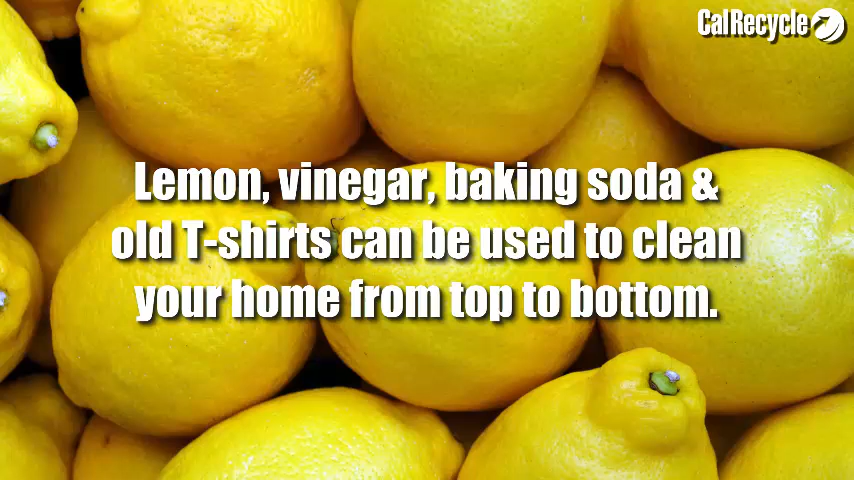 CalRecycle
Lemon, vinegar, baking soda &
old T-shirts can be used to clean
your home from top to bottom.